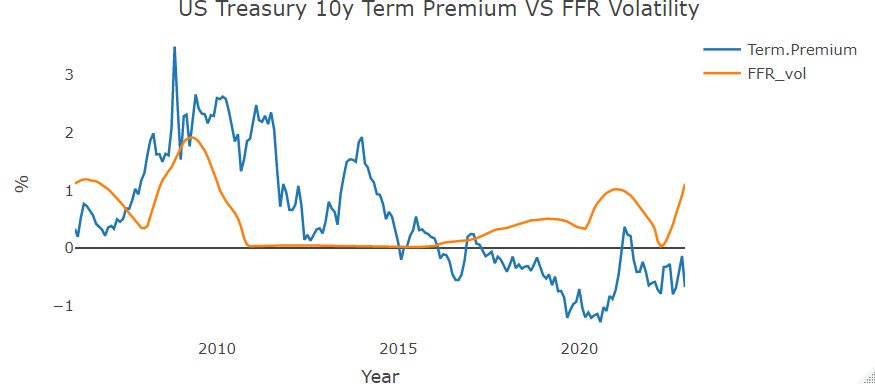 US Treasury 10y Term Premium VS FFR Volatility
Term.Premium
FFR_vol
3
2
1
0
−1
%
2010
2015
2020
Year